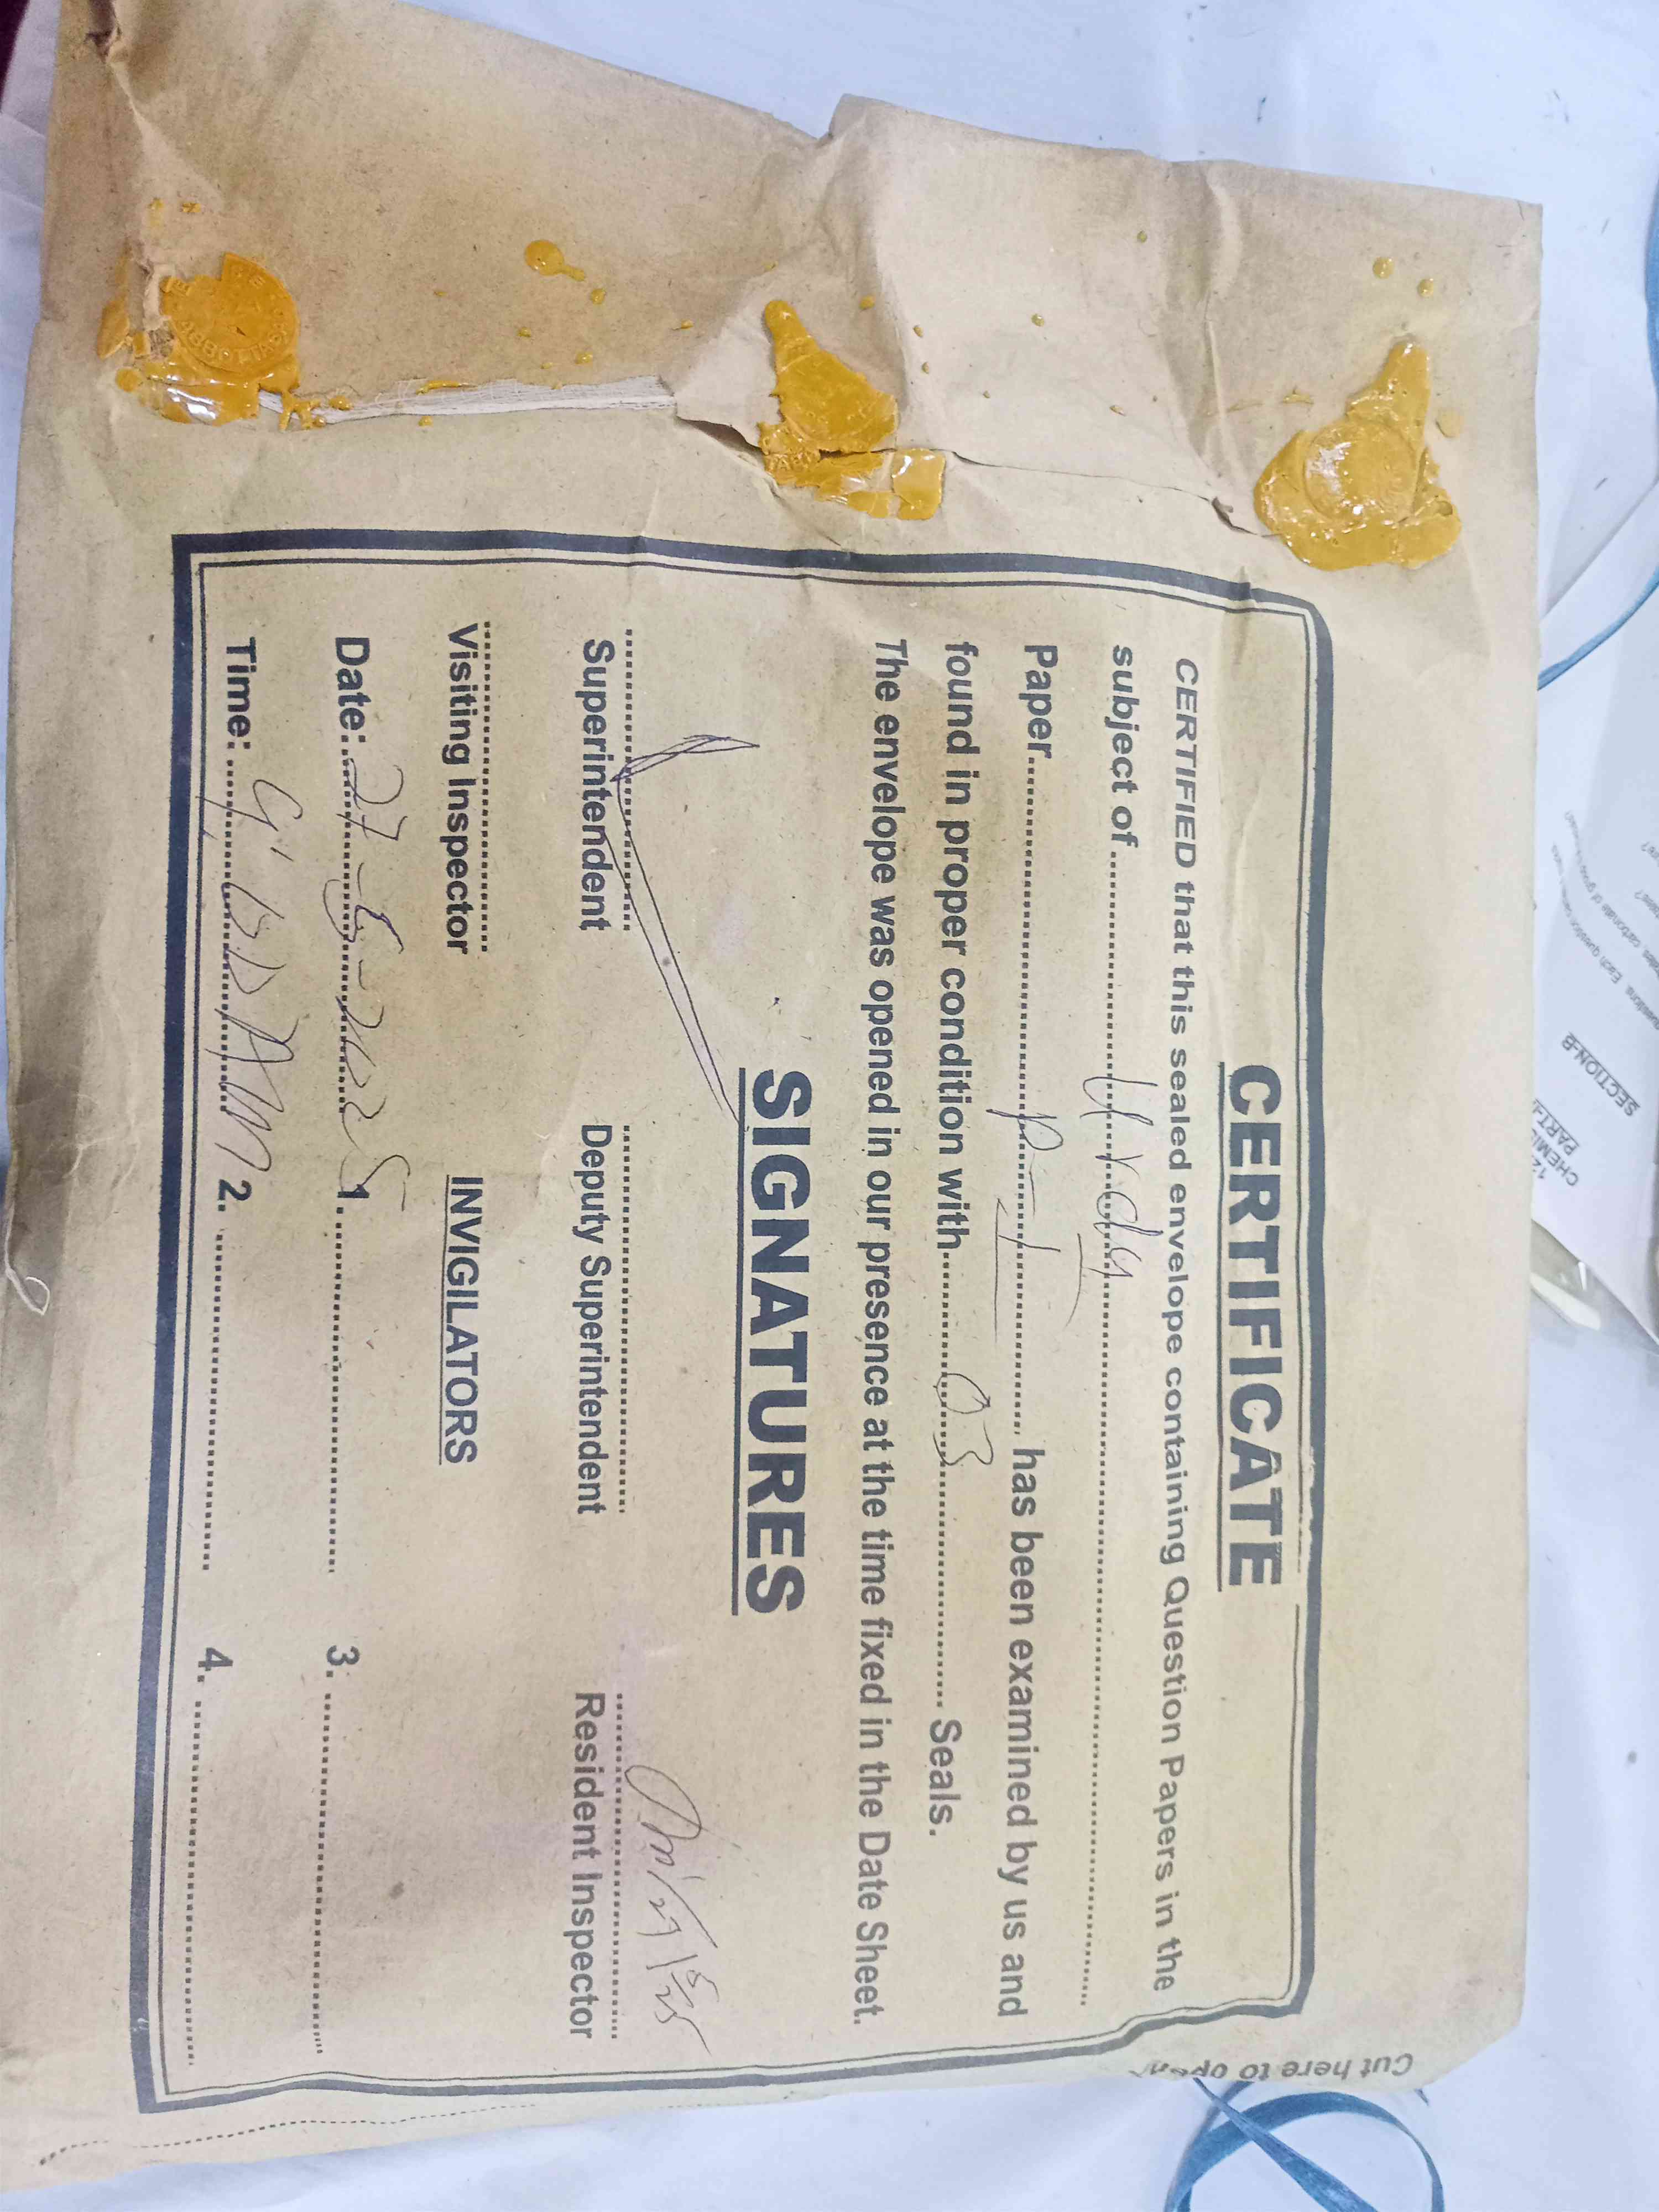 CERTIFICATE
CERTIFIED that this sealed envelope containing Question Papers in the
subject of .......... Urdu ..........
Paper.......... P-I .......... has been examined by us and
found in proper condition with.......... 03 .......... Seals.
The envelope was opened in our presence at the time fixed in the Date Sheet.
SIGNATURES
Superintendent Deputy Superintendent Resident Inspector
Visiting Inspector INVIGILATORS
Date: 27-5-2025 1. .......... 3. ..........
Time: AM 2. .......... 4. ..........
Cut here to open
SECTION-B